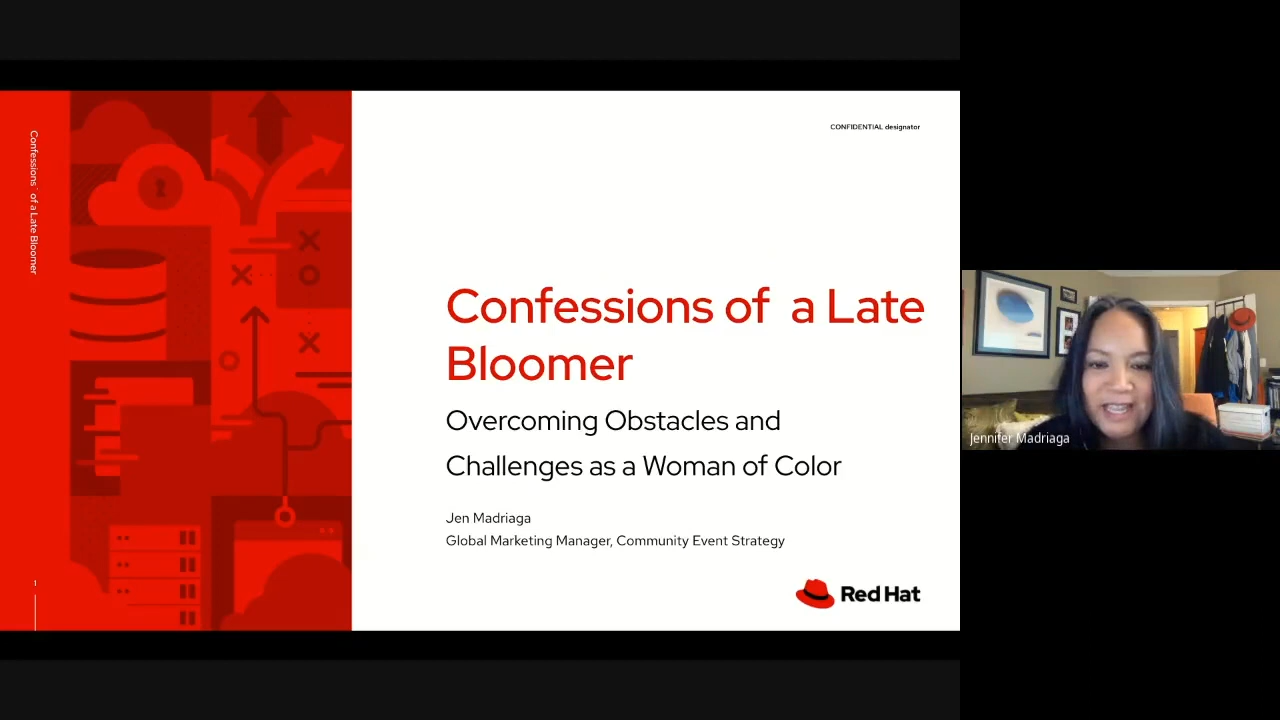 Confessions of a Late Bloomer
CONFIDENTIAL designator
Confessions of  a Late
Bloomer
Overcoming Obstacles and
Challenges as a Woman of Color
Jen Madriaga
Global Marketing Manager, Community Event Strategy
1
Red Hat
Jennifer Madriaga